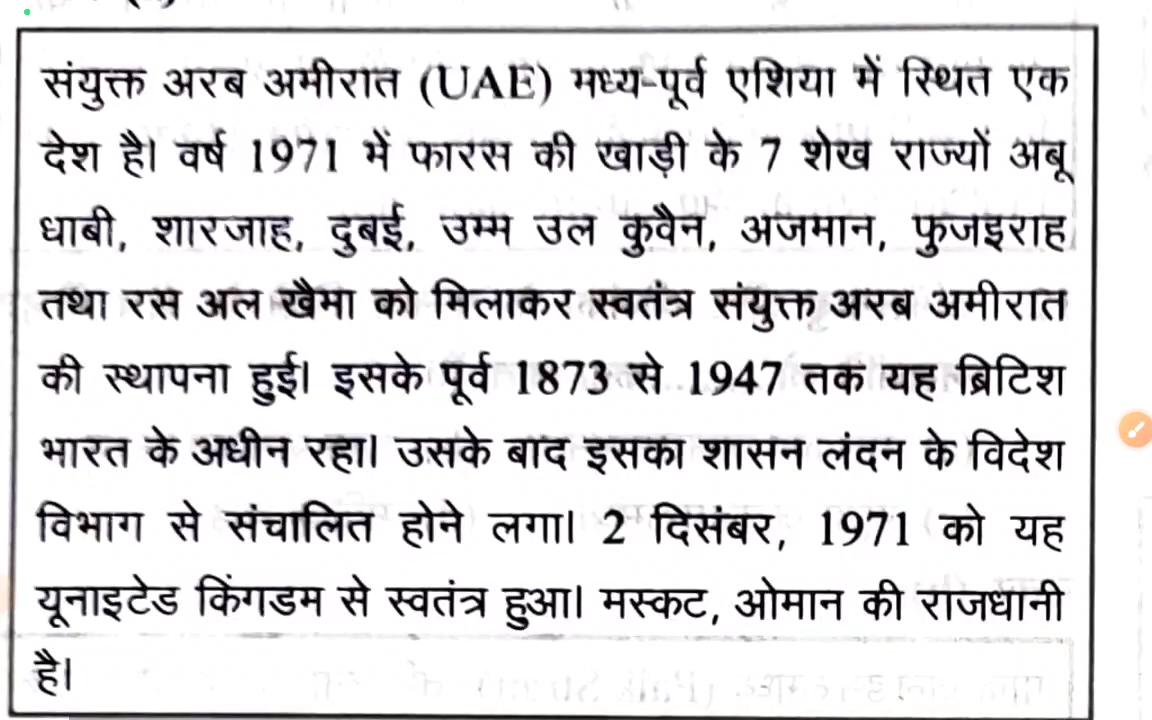 संयुक्त अरब अमीरात (UAE) मध्य-पूर्व एशिया में स्थित एक
देश है। वर्ष 1971 में फारस की खाड़ी के 7 शेख राज्यों अबू
धाबी, शारजाह, दुबई, उम्म उल कुवैन, अजमान, फुजइराह
तथा रस अल खैमा को मिलाकर स्वतंत्र संयुक्त अरब अमीरात
की स्थापना हुई। इसके पूर्व 1873 से 1947 तक यह ब्रिटिश
भारत के अधीन रहा। उसके बाद इसका शासन लंदन के विदेश
विभाग से संचालित होने लगा। 2 दिसंबर, 1971 को यह
यूनाइटेड किंगडम से स्वतंत्र हुआ। मस्कट, ओमान की राजधानी
है।